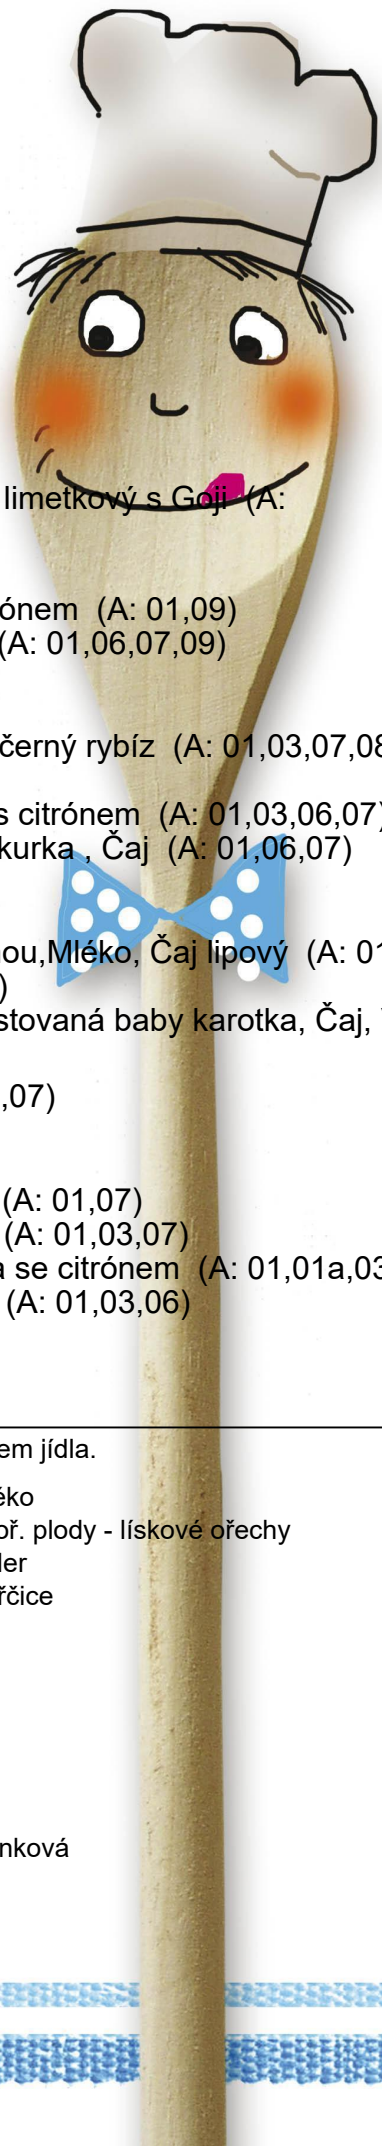 limetkový s Goji (A:
ónem (A: 01,09)
(A: 01,06,07,09)
černý rybíz (A: 01,03,07,08
s citrónem (A: 01,03,06,07)
kurka , Čaj (A: 01,06,07)
nou,Mléko, Čaj lipový (A: 01
)
stovaná baby karotka, Čaj,
,07)
(A: 01,07)
(A: 01,03,07)
a se citrónem (A: 01,01a,03
(A: 01,03,06)
em jídla.
éko
oř. plody - lískové ořechy
ler
řčice
nková